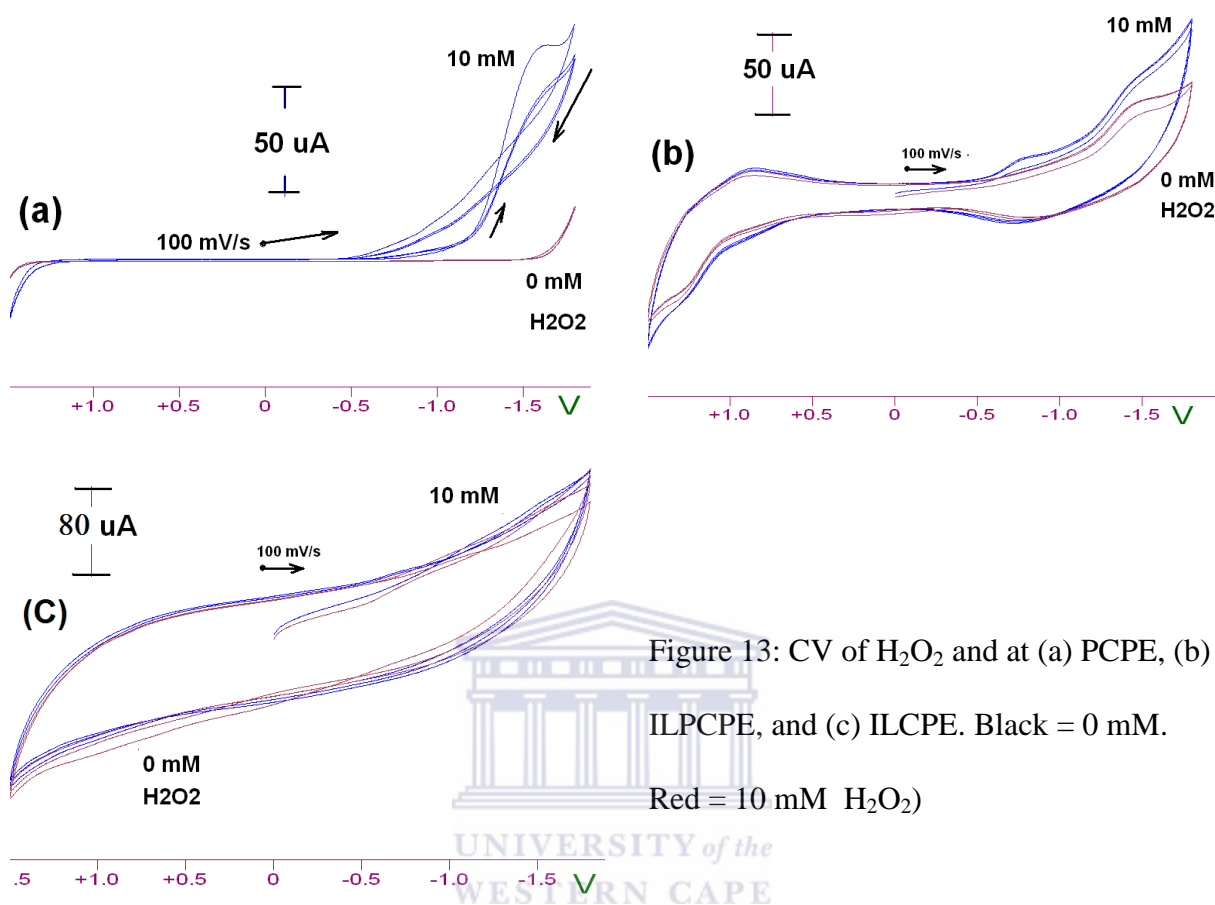 10 mM
50 uA
(a)
100 mV/s
0 mM
H2O2
+1.0 +0.5 0 -0.5 -1.0 -1.5 V
10 mM
50 uA
(b)
100 mV/s
0 mM
H2O2
+1.0 +0.5 0 -0.5 -1.0 -1.5 V
10 mM
80 uA
100 mV/s
(C)
0 mM
H2O2
.5 +1.0 +0.5 0 -0.5 -1.0 -1.5 V
Figure 13: CV of H₂O₂ and at (a) PCPE, (b)
ILPCPE, and (c) ILCPE. Black = 0 mM.
Red = 10 mM H₂O₂)
UNIVERSITY of the
WESTERN CAPE